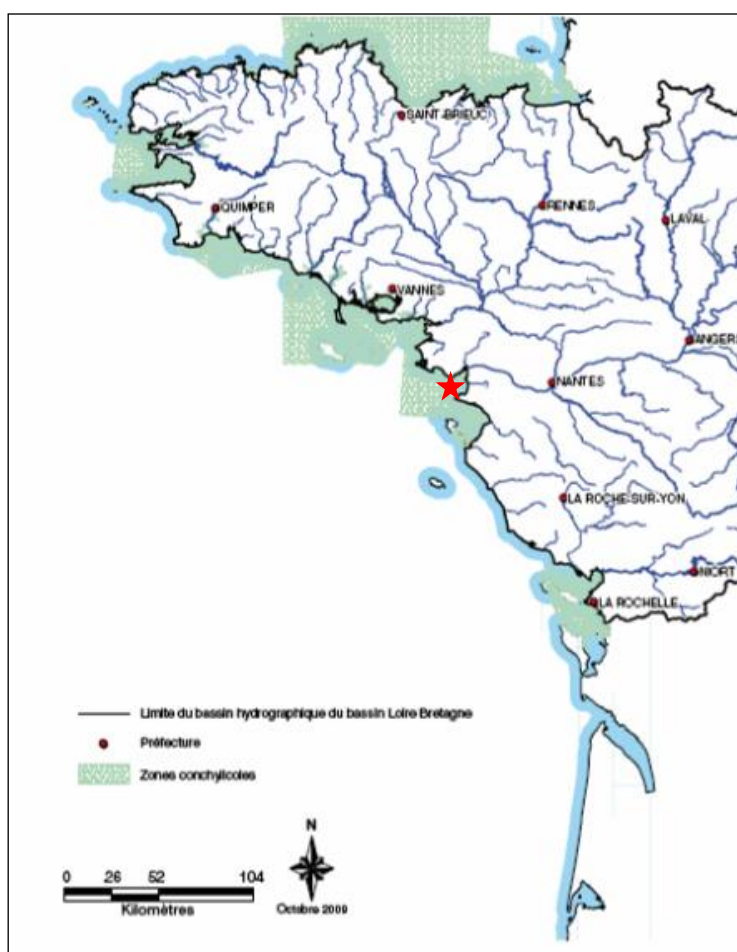 SAINT-BRIEUC
QUIMPER
RENNES
LAVAL
VANNES
ANGERS
NANTES
LA ROCHE-SUR-YON
NIORT
LA ROCHELLE
Limite du bassin hydrographique du bassin Loire Bretagne
Préfecture
Zones conchylicoles
N
0 26 52 104
Kilomètres
Octobre 2009